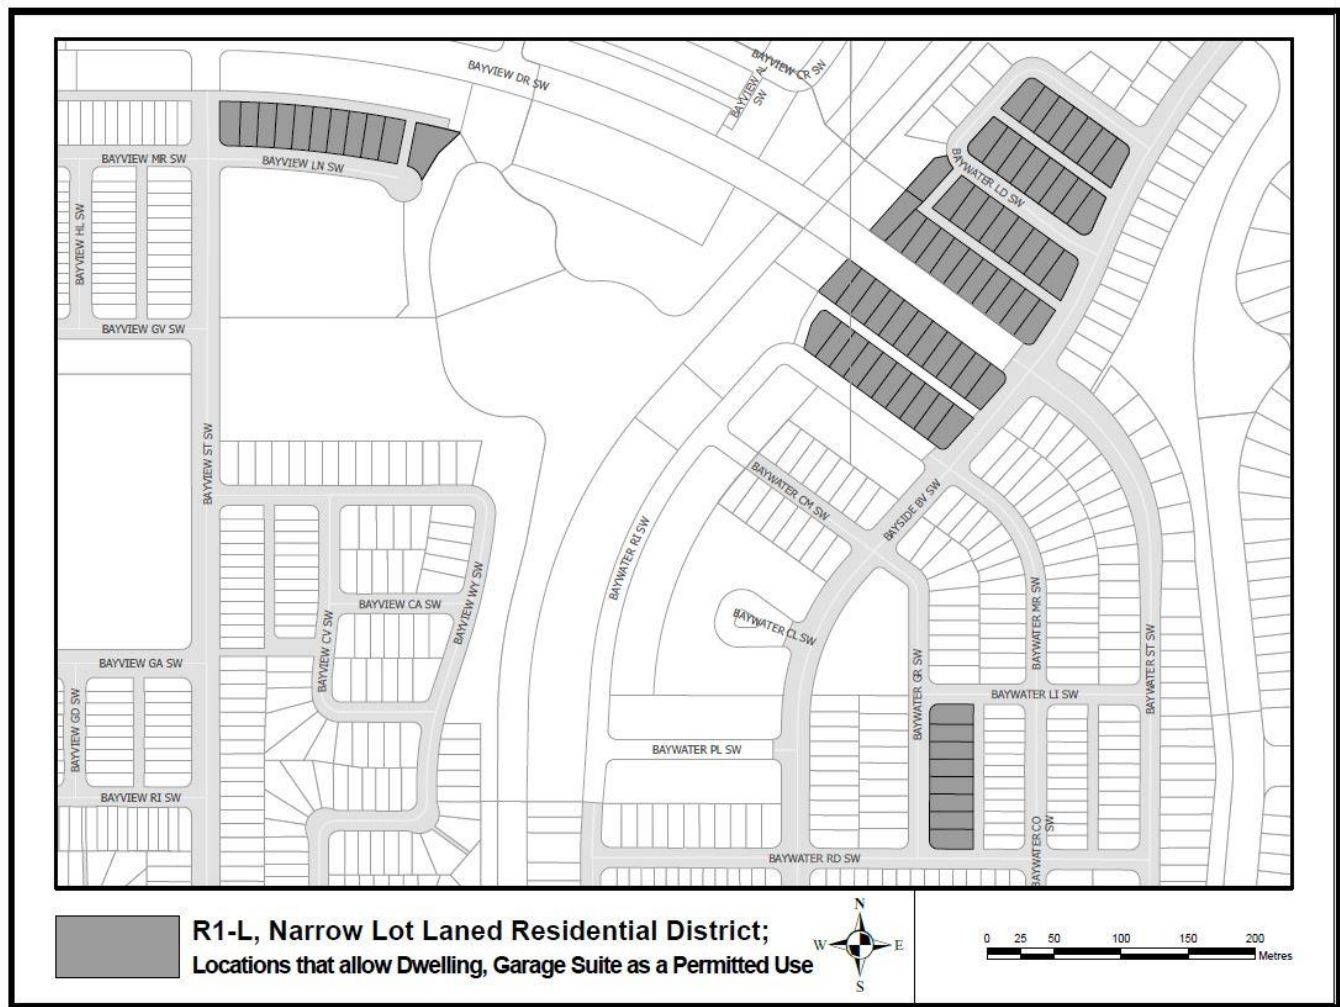 BAYVIEW DR SW
BAYVIEW AL
SW
BAYVIEW CR SW
BAYVIEW MR SW
BAYVIEW LN SW
BAYWATER LD SW
BAYVIEW HL SW
BAYVIEW GV SW
BAYVIEW ST SW
BAYWATER CM SW
BAYSIDE BV SW
BAYWATER RI SW
BAYVIEW CA SW
BAYVIEW WY SW
BAYWATER CL SW
BAYWATER MR SW
BAYVIEW CV SW
BAYWATER GR SW
BAYWATER ST SW
BAYVIEW GA SW
BAYWATER LI SW
BAYVIEW GD SW
BAYWATER PL SW
BAYVIEW RI SW
BAYWATER CO
SW
BAYWATER RD SW
R1-L, Narrow Lot Laned Residential District;
Locations that allow Dwelling, Garage Suite as a Permitted Use
N
W E
S
0 25 50 100 150 200
Metres